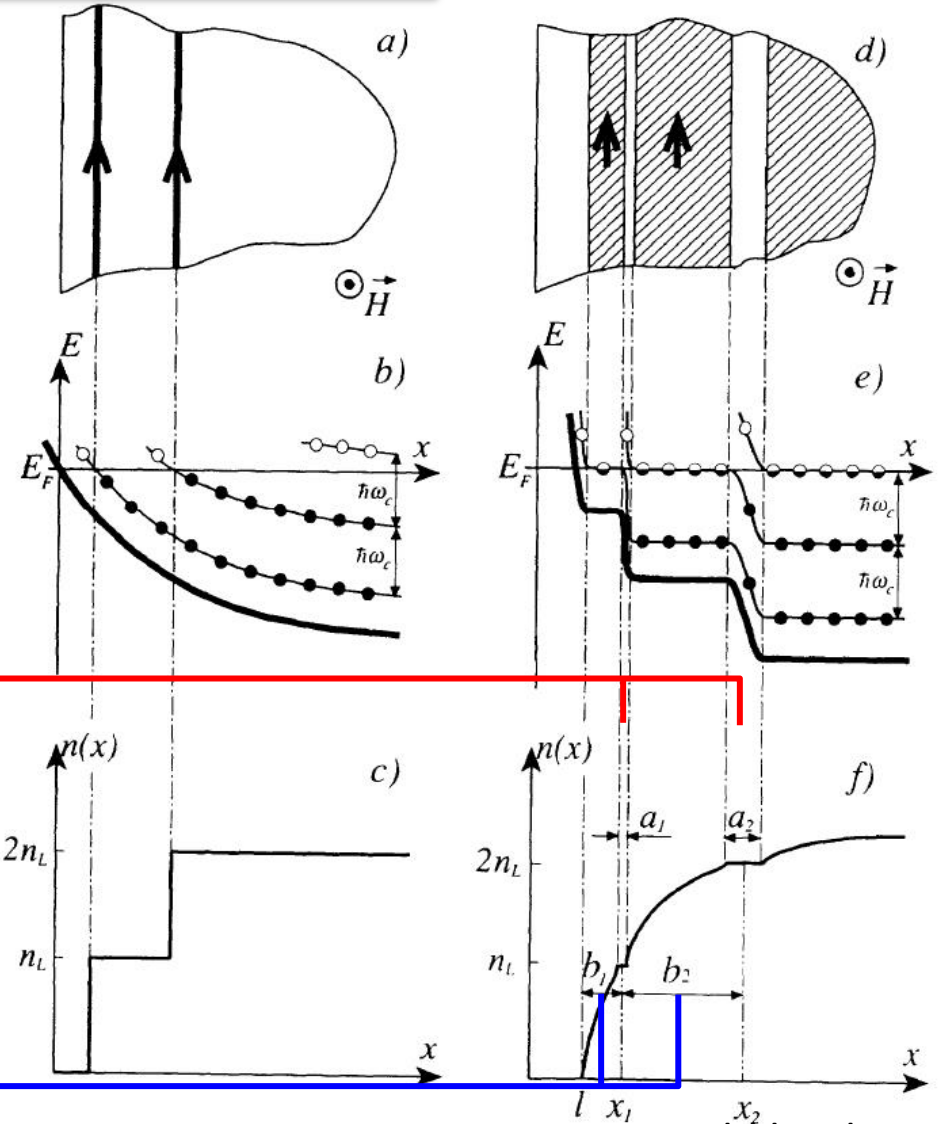 a)
H
E
b)
x
E_F
ħω_c
ħω_c
n(x)
c)
2n_L
n_L
x
d)
H
E
e)
x
E_F
ħω_c
ħω_c
n(x)
f)
a_1
a_2
2n_L
n_L
b_1
b_2
x
l
x_1
x_2